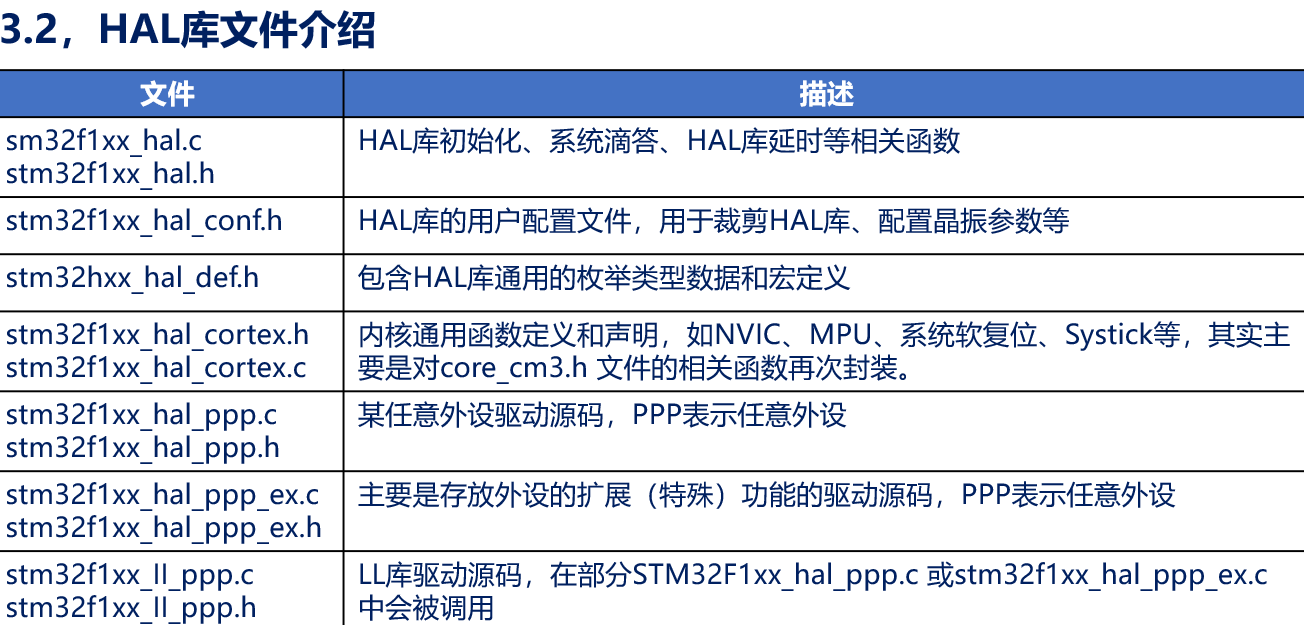 3.2，HAL库文件介绍
文件
描述
sm32f1xx_hal.c
stm32f1xx_hal.h
HAL库初始化、系统滴答、HAL库延时等相关函数
stm32f1xx_hal_conf.h
HAL库的用户配置文件，用于裁剪HAL库、配置晶振参数等
stm32hxx_hal_def.h
包含HAL库通用的枚举类型数据和宏定义
stm32f1xx_hal_cortex.h
stm32f1xx_hal_cortex.c
内核通用函数定义和声明，如NVIC、MPU、系统软复位、Systick等，其实主
要是对core_cm3.h 文件的相关函数再次封装。
stm32f1xx_hal_ppp.c
stm32f1xx_hal_ppp.h
某任意外设驱动源码，PPP表示任意外设
stm32f1xx_hal_ppp_ex.c
stm32f1xx_hal_ppp_ex.h
主要是存放外设的扩展（特殊）功能的驱动源码，PPP表示任意外设
stm32f1xx_II_ppp.c
stm32f1xx_II_ppp.h
LL库驱动源码，在部分STM32F1xx_hal_ppp.c 或stm32f1xx_hal_ppp_ex.c
中会被调用